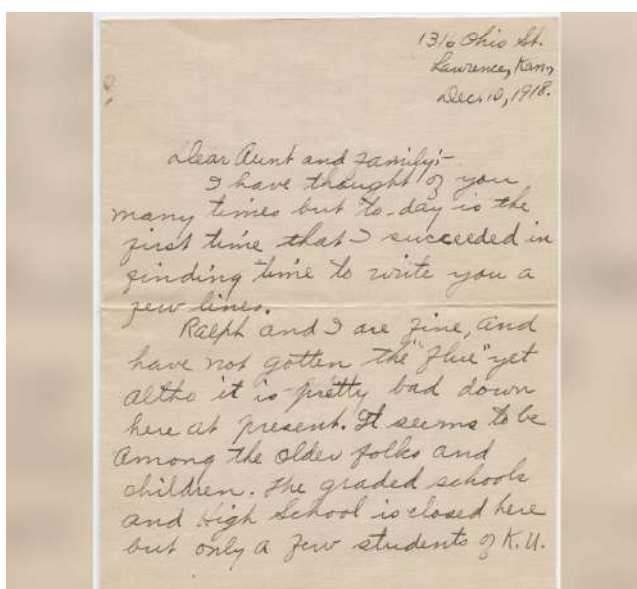 1316 Ohio St.
Lawrence, Kans,
Dec. 10, 1918.
Dear Aunt and Family:-
I have thought of you
many times but to-day is the
first time that I succeeded in
finding time to write you a
few lines.
Ralph and I are fine, and
have not gotten the "flue" yet
altho it is pretty bad down
here at present. It seems to be
among the older folks and
children. The graded schools
and High School is closed here
but only a few students of K.U.